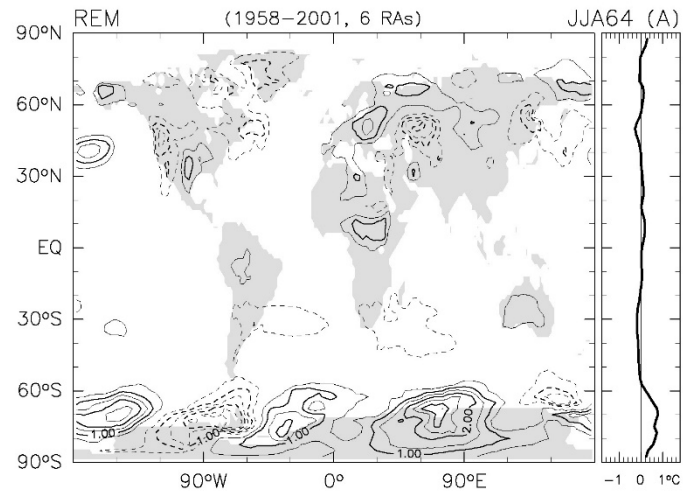 REM (1958-2001, 6 RAs) JJA64 (A)
90ºN
60ºN
30ºN
EQ
30ºS
60ºS
90ºS
1.00 1.00 1.00 2.00
1.00
90ºW 0º 90ºE -1 0 1ºC